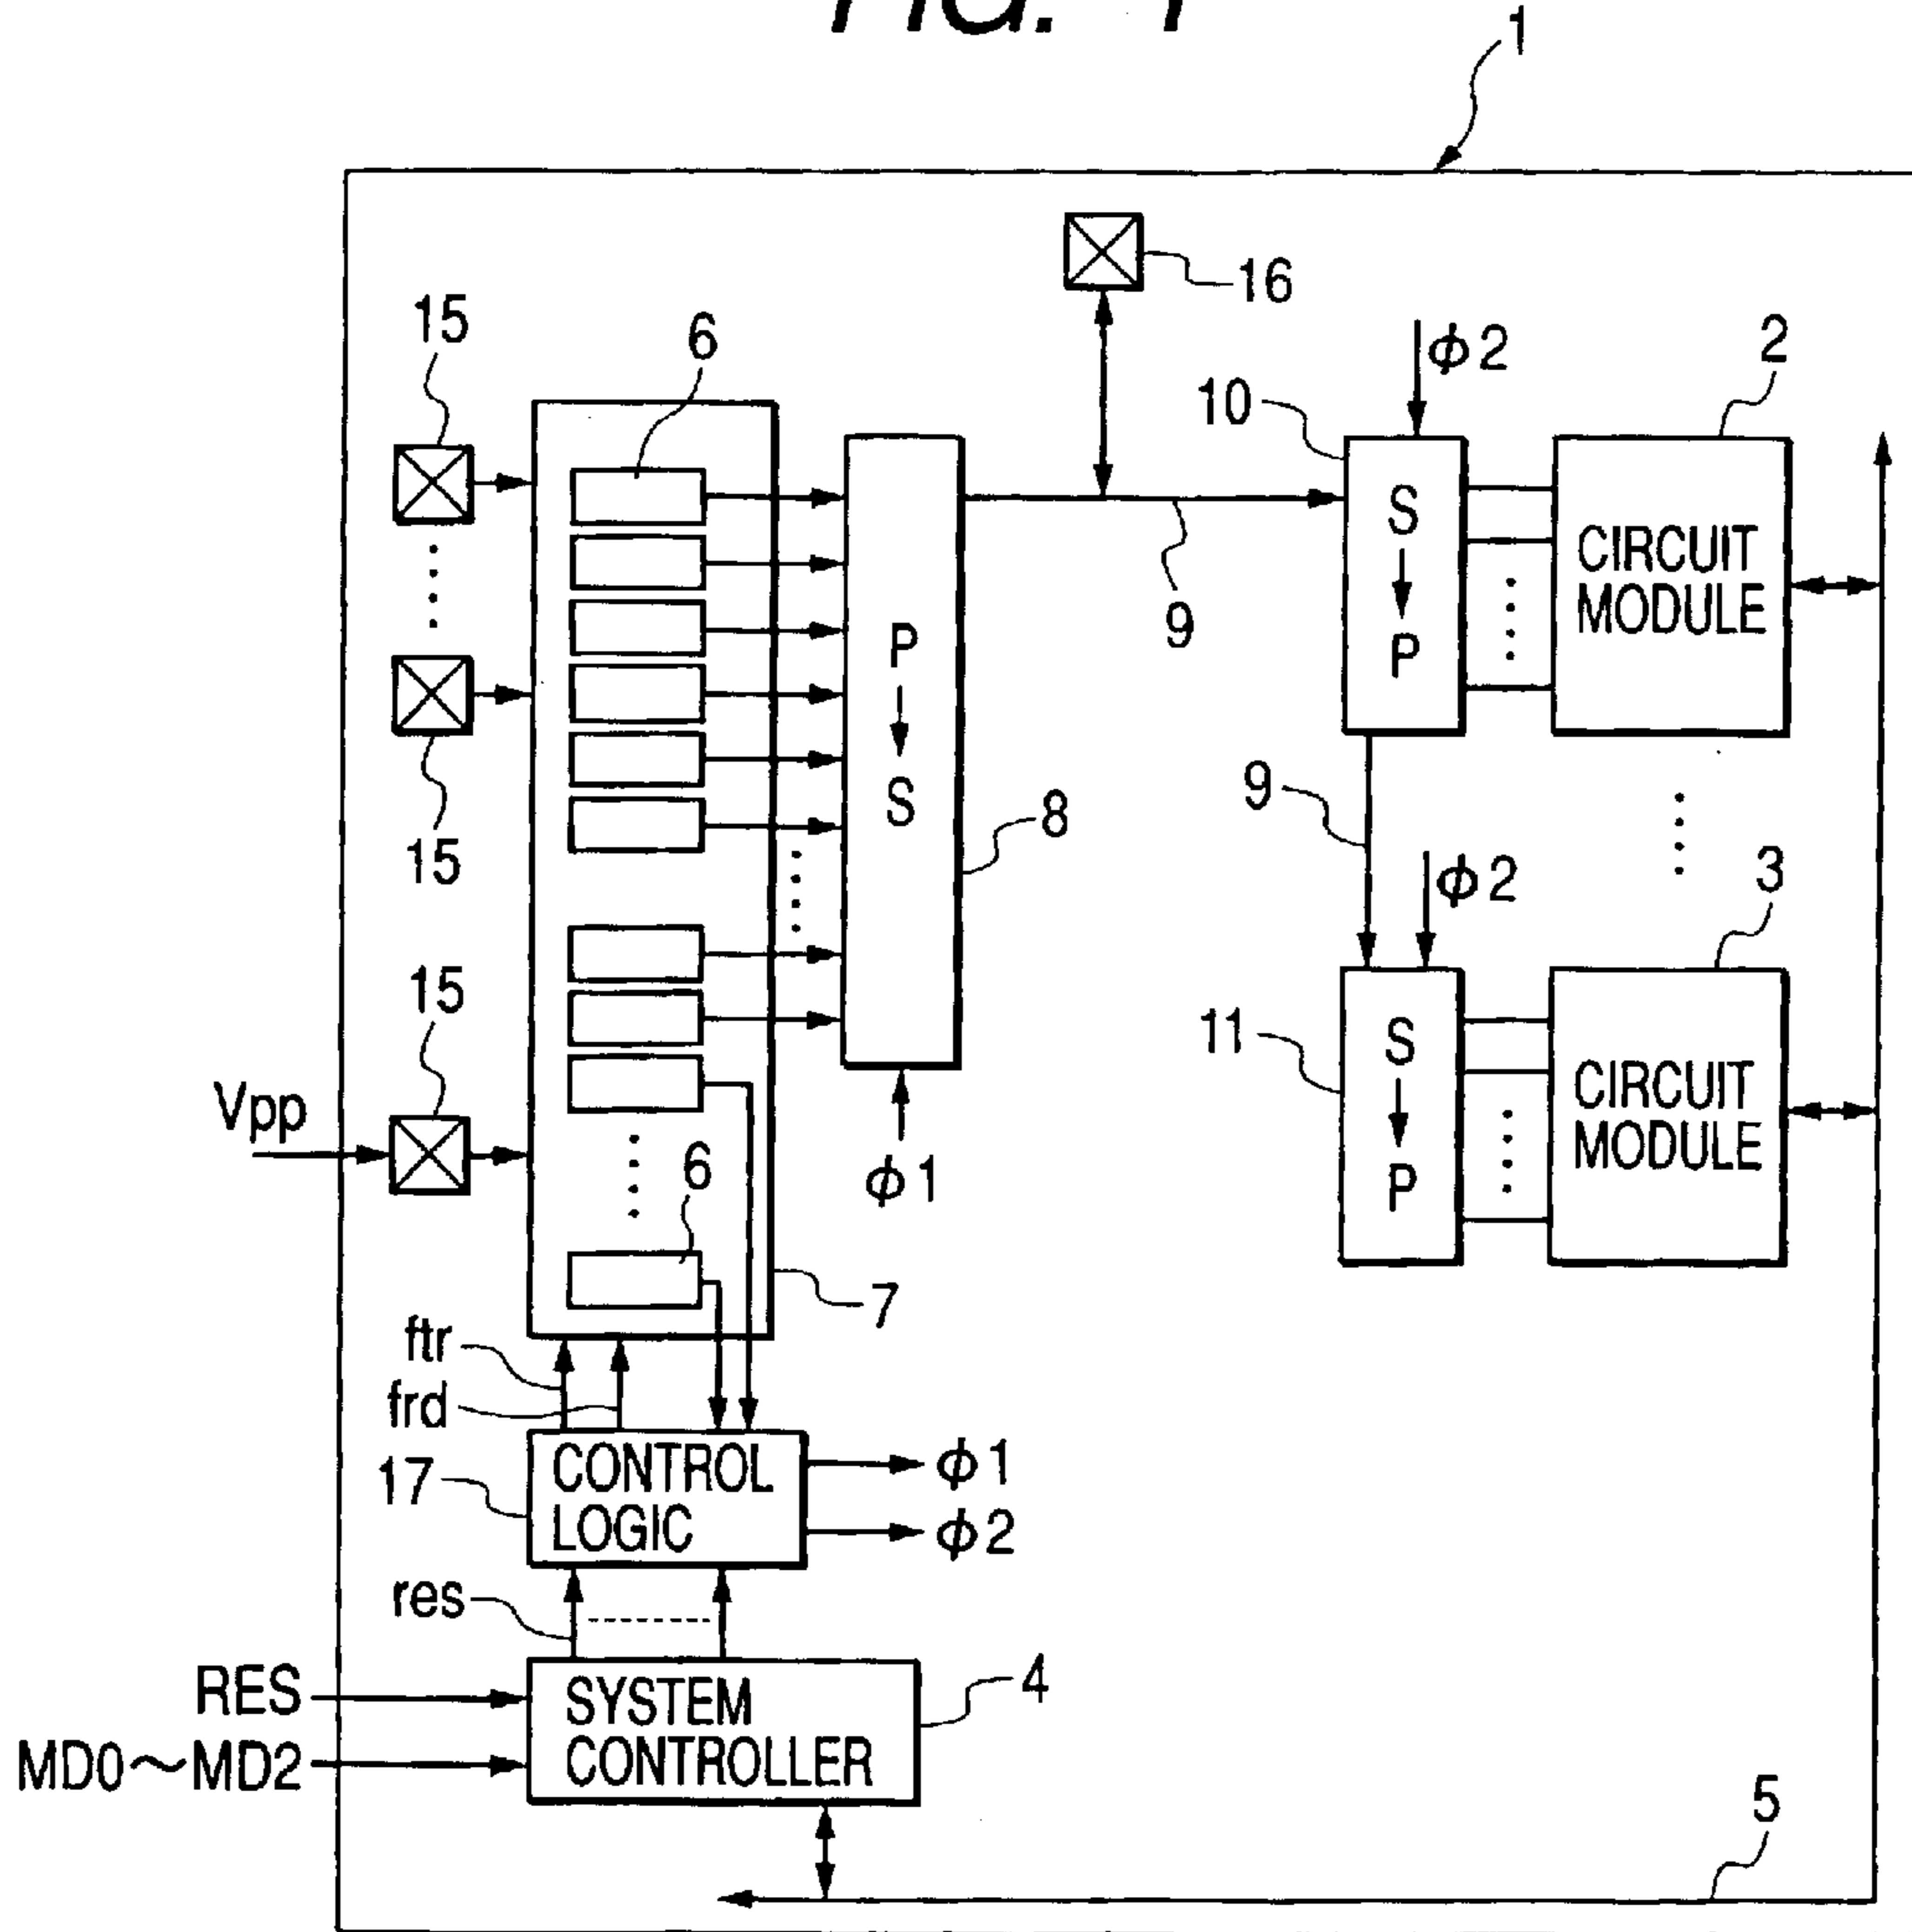 FIG. 1
1
16
15
6
ϕ2
2
10
S
P
CIRCUIT
MODULE
9
P
S
15
8
9
ϕ2
3
15
11
S
P
CIRCUIT
MODULE
Vpp
ϕ1
6
7
ftr
frd
17
CONTROL
LOGIC
ϕ1
ϕ2
res
RES
MD0~MD2
SYSTEM
CONTROLLER
4
5